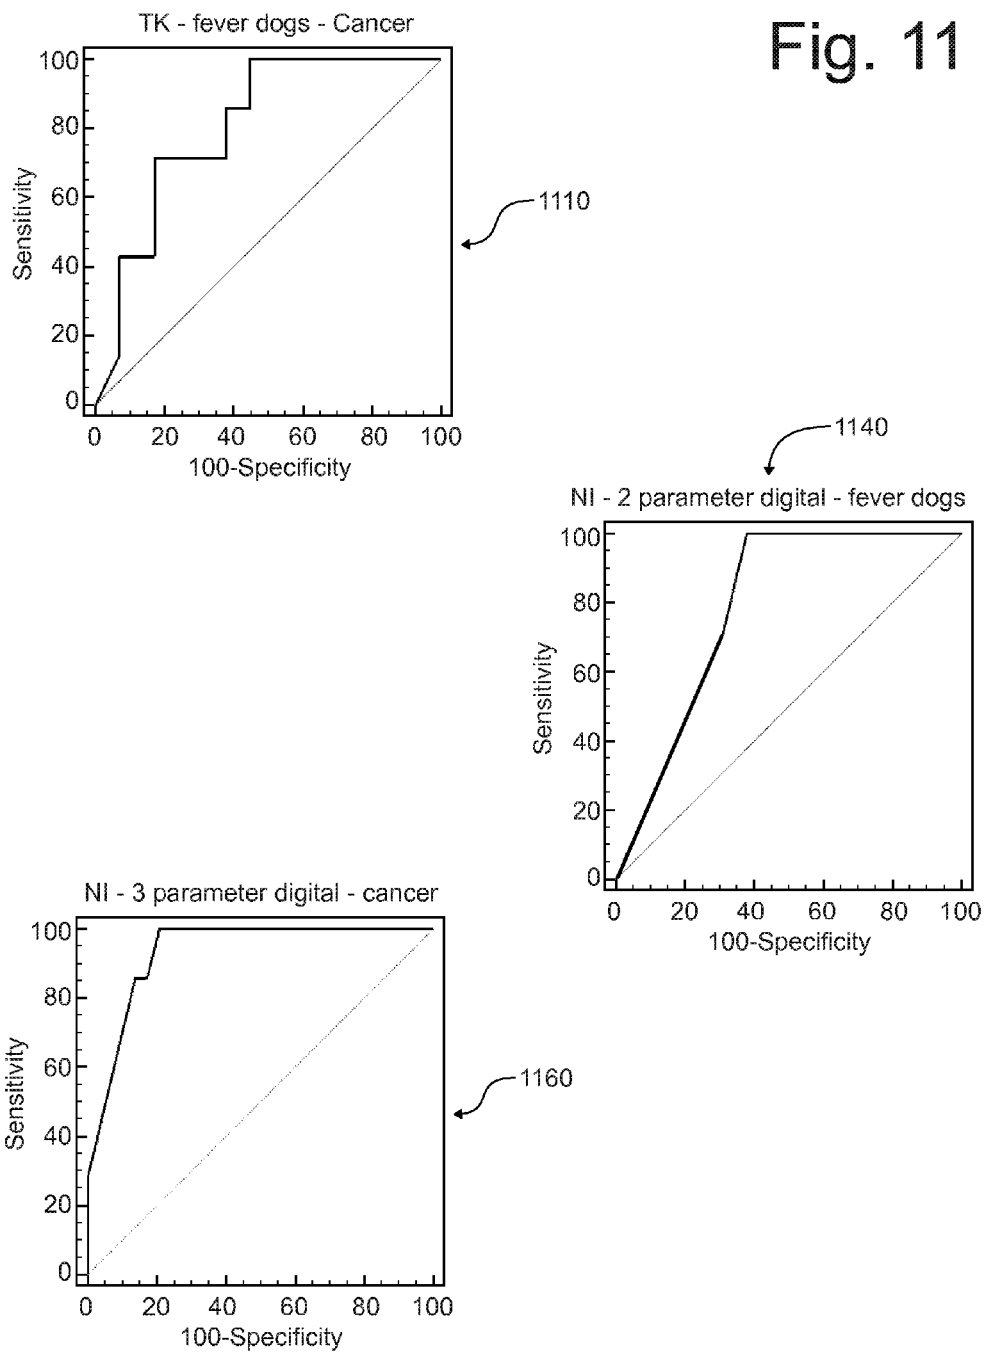 Fig. 11
TK - fever dogs - Cancer
100
80
60
40
20
0
Sensitivity
0 20 40 60 80 100
100-Specificity
1110
1140
NI - 2 parameter digital - fever dogs
100
80
60
40
20
0
Sensitivity
0 20 40 60 80 100
100-Specificity
NI - 3 parameter digital - cancer
100
80
60
40
20
0
Sensitivity
0 20 40 60 80 100
100-Specificity
1160